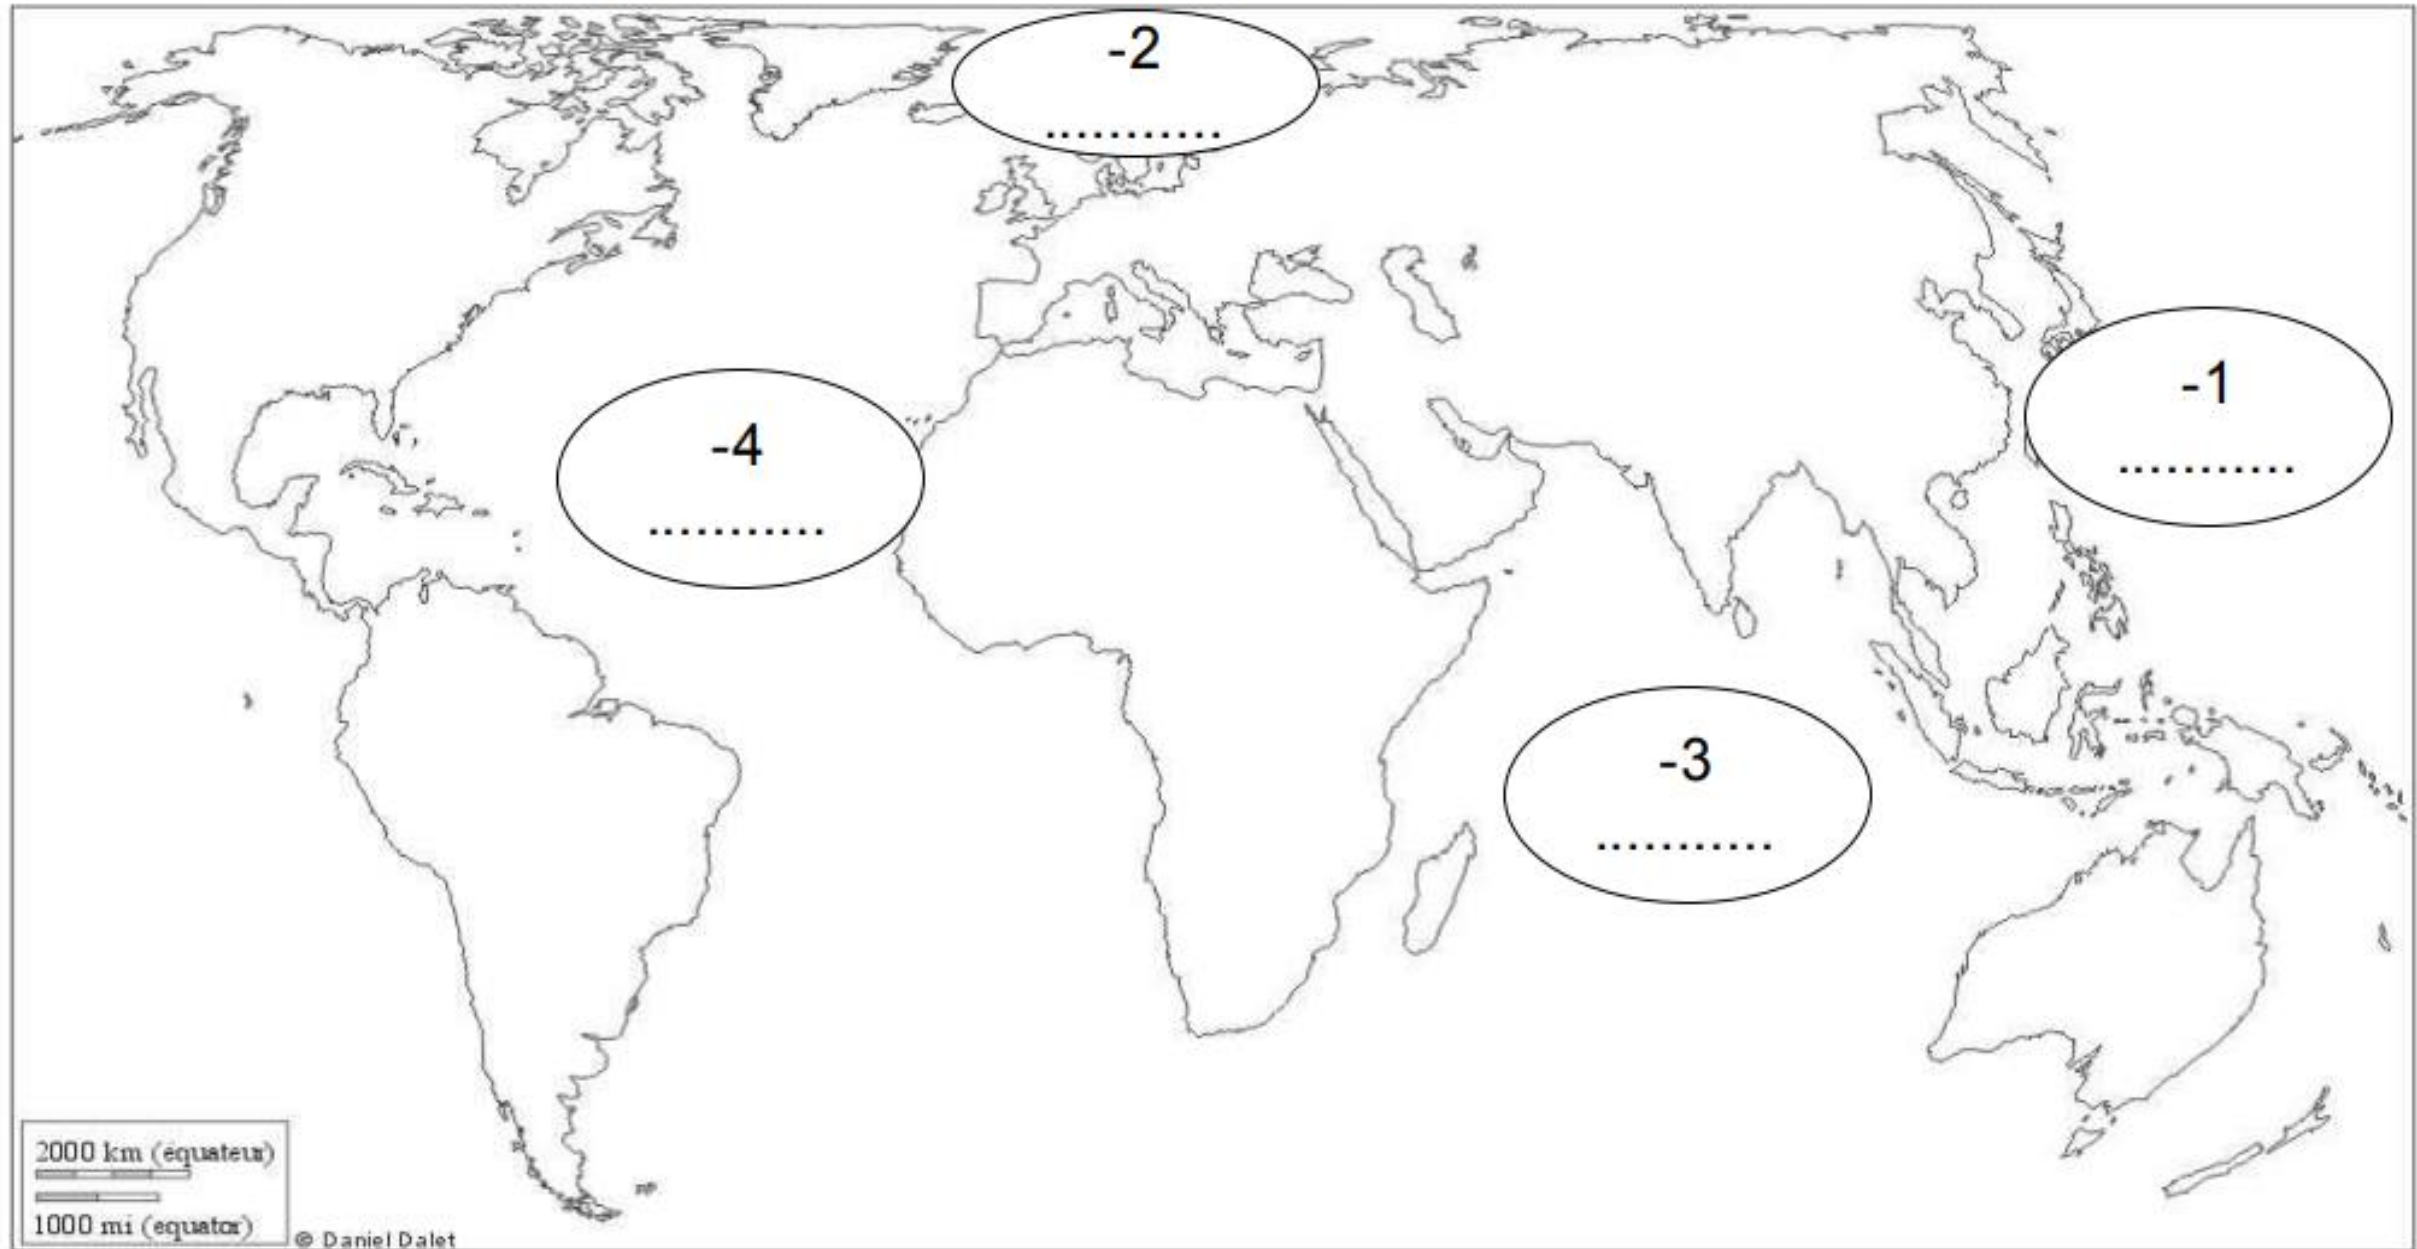 -2
...........
-1
...........
-4
...........
-3
...........
2000 km (équateur)
1000 mi (equator)
© Daniel Dalet